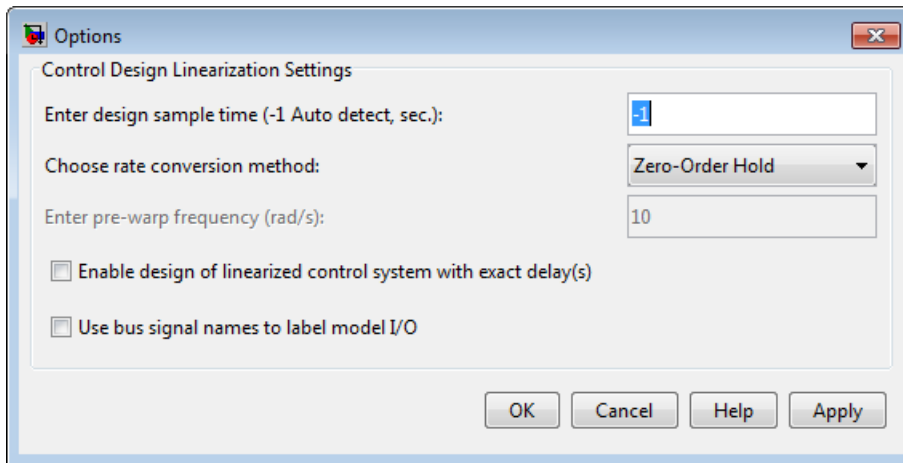 Options
Control Design Linearization Settings
Enter design sample time (-1 Auto detect, sec.): -1
Choose rate conversion method: Zero-Order Hold
Enter pre-warp frequency (rad/s): 10
Enable design of linearized control system with exact delay(s)
Use bus signal names to label model I/O
OK Cancel Help Apply